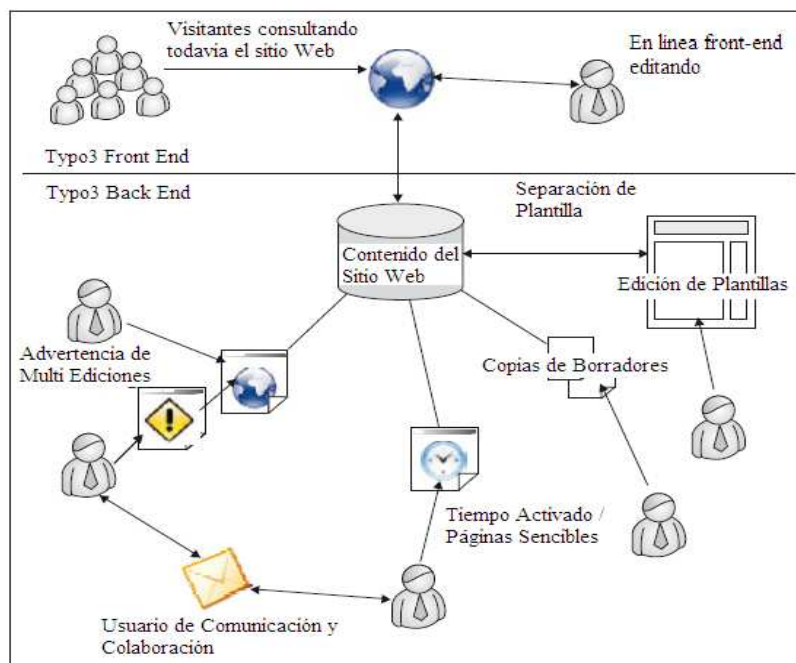 Visitantes consultando
todavia el sitio Web
En linea front-end
editando
Typo3 Front End
Typo3 Back End
Separación de
Plantilla
Contenido del
Sitio Web
Edición de Plantillas
Advertencia de
Multi Ediciones
Copias de Borradores
Tiempo Activado /
Páginas Sencibles
Usuario de Comunicación y
Colaboración